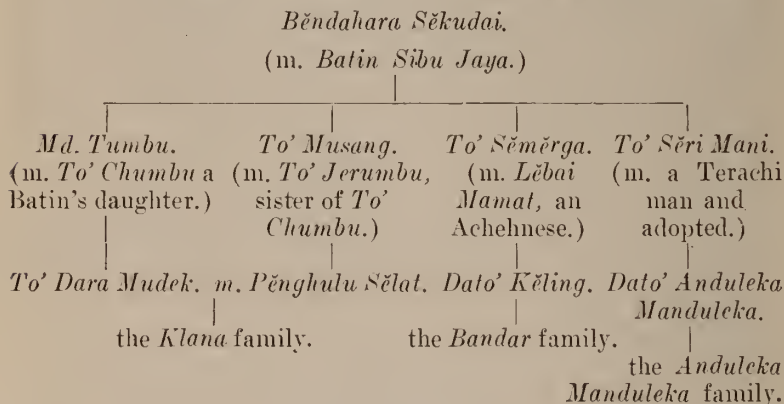 Bĕndahara Sĕkudai.
(m. Batin Sibu Jaya.)
Md. Tumbu. To' Musang. To' Sĕmĕrga. To' Sĕri Mani.
(m. To' Chumbu a (m. To' Jerumbu, (m. Lĕbai (m. a Terachi
Batin's daughter.) sister of To' Mamat, an man and
Chumbu.) Achehnese.) adopted.)
To' Dara Mudek. m. Pĕnghulu Sĕlat. Dato' Kĕling. Dato' Anduleka
Manduleka.
the Klana family. the Bandar family.
the Anduleka
Manduleka family.